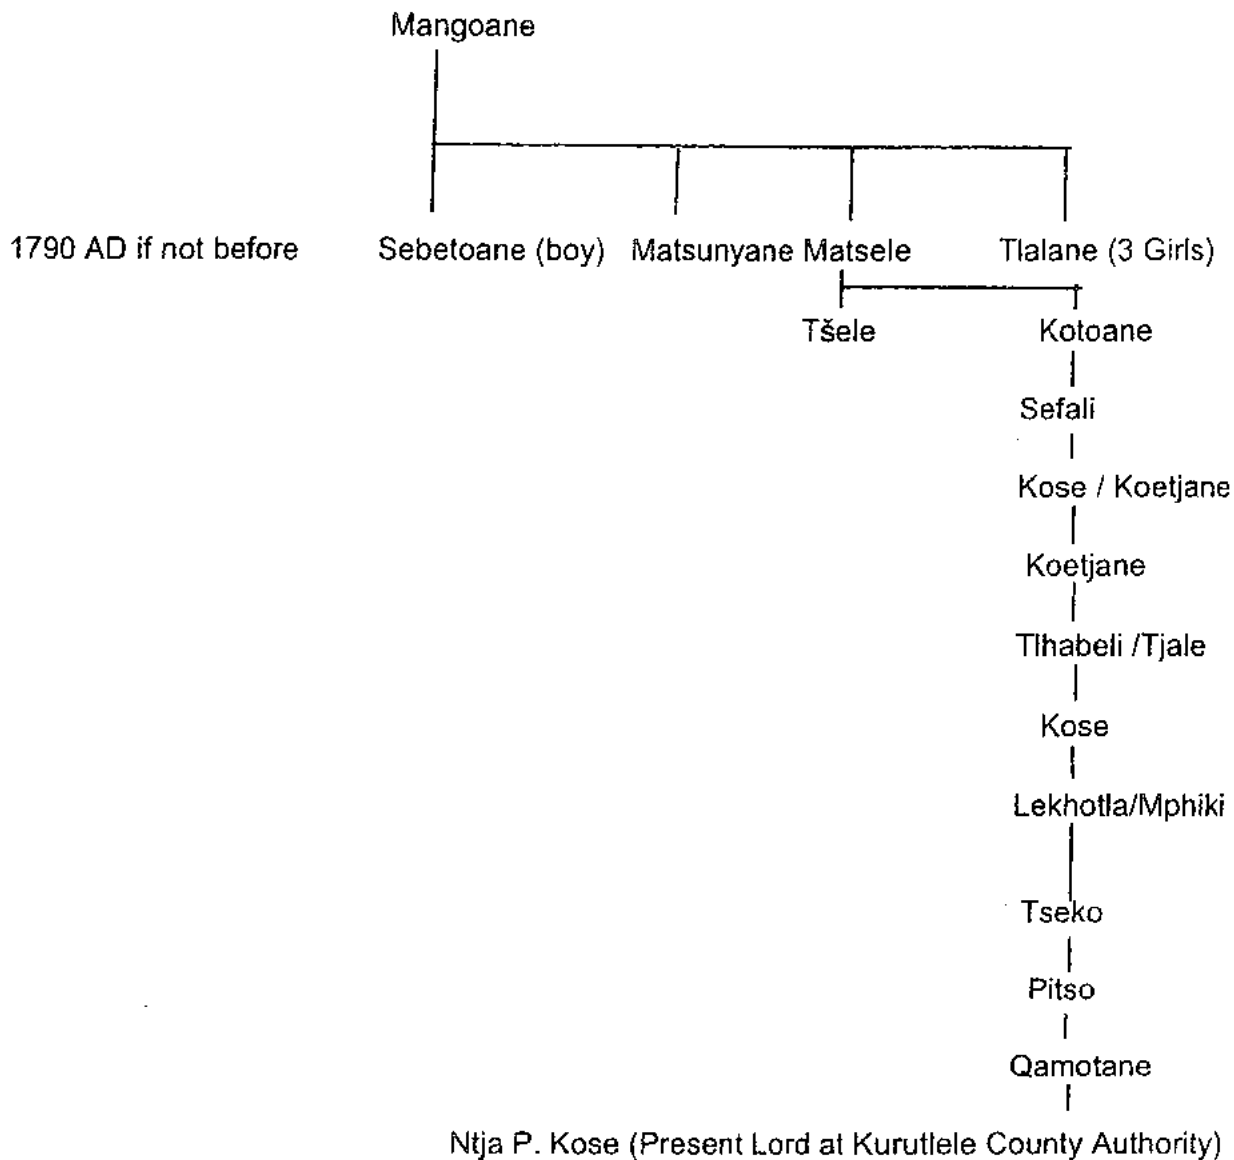 Mangoane
1790 AD if not before Sebetoane (boy) Matsunyane Matsele Tlalane (3 Girls)
Tšele Kotoane
Sefali
Kose / Koetjane
Koetjane
Tlhabeli /Tjale
Kose
Lekhotla/Mphiki
Tseko
Pitso
Qamotane
Ntja P. Kose (Present Lord at Kurutlele County Authority)